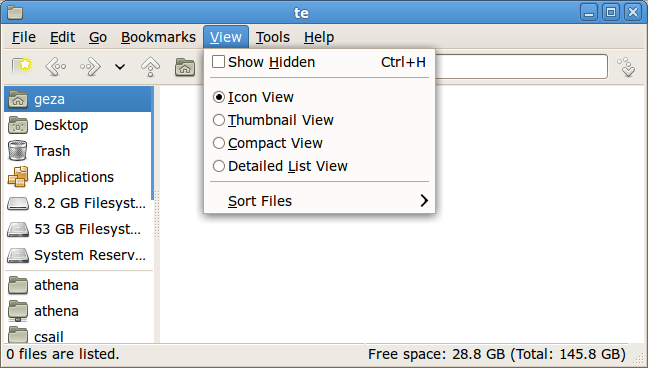 te
File Edit Go Bookmarks View Tools Help
Show Hidden Ctrl+H
Icon View
Thumbnail View
Compact View
Detailed List View
Sort Files
geza
Desktop
Trash
Applications
8.2 GB Filesyst...
53 GB Filesyst...
System Reserv...
athena
athena
csail
0 files are listed. Free space: 28.8 GB (Total: 145.8 GB)